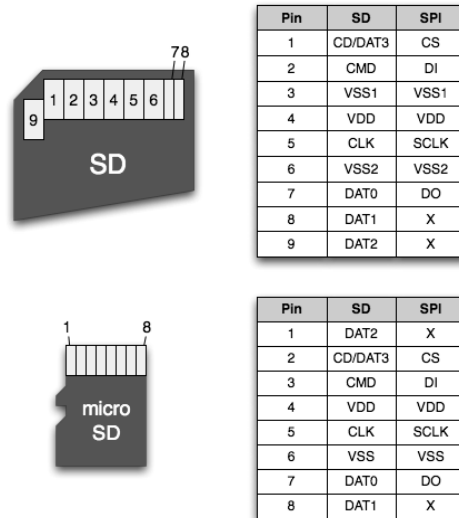 78
1 2 3 4 5 6
9
SD
Pin SD SPI
1 CD/DAT3 CS
2 CMD DI
3 VSS1 VSS1
4 VDD VDD
5 CLK SCLK
6 VSS2 VSS2
7 DAT0 DO
8 DAT1 X
9 DAT2 X
1 8
micro
SD
Pin SD SPI
1 DAT2 X
2 CD/DAT3 CS
3 CMD DI
4 VDD VDD
5 CLK SCLK
6 VSS VSS
7 DAT0 DO
8 DAT1 X